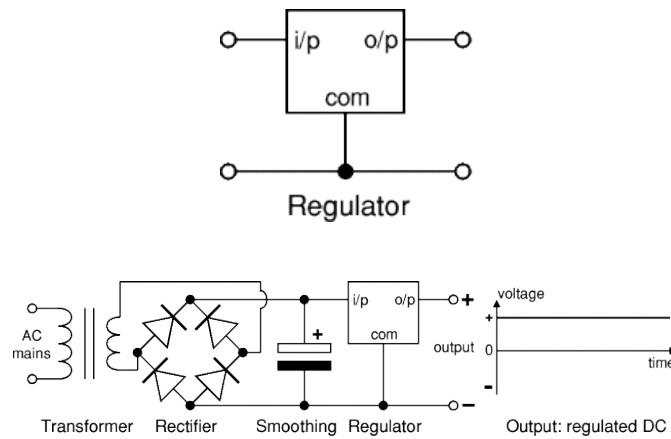 i/p o/p
com
Regulator
+ voltage
i/p o/p
+
+
AC
mains
com
output 0
time
- -
Transformer Rectifier Smoothing Regulator Output: regulated DC